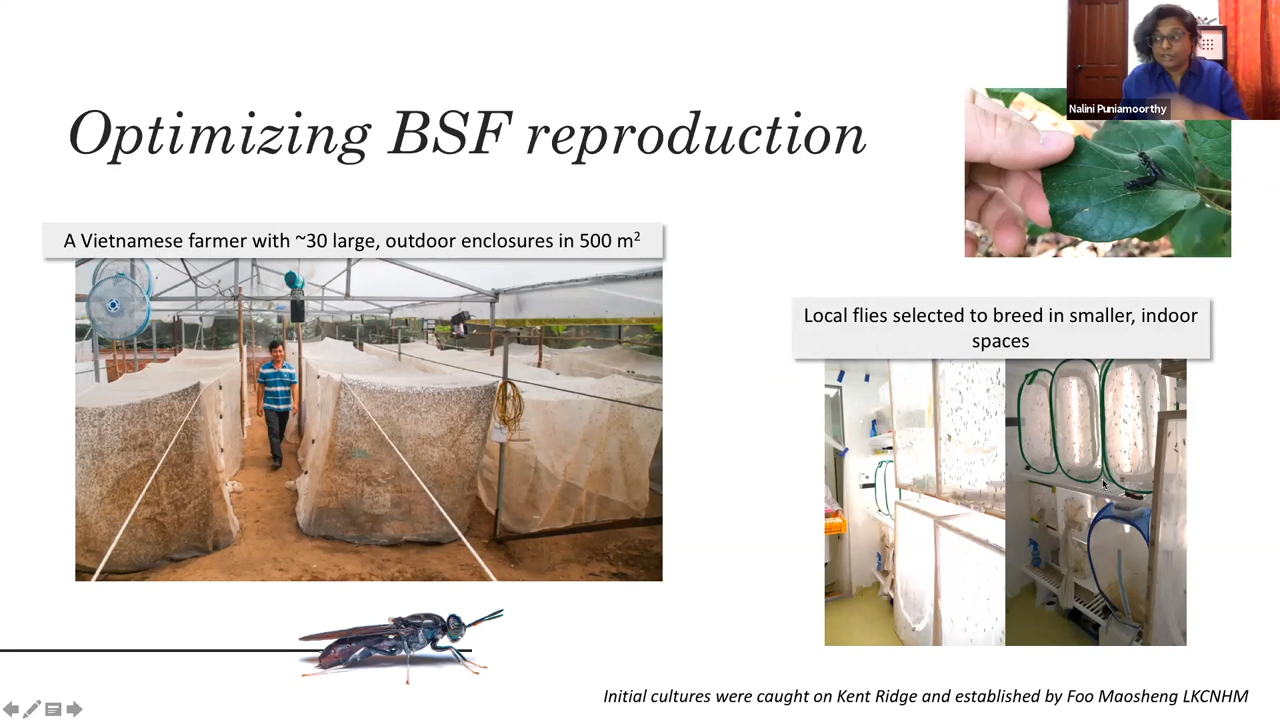 Nalini Puniamoorthy
Optimizing BSF reproduction
A Vietnamese farmer with ~30 large, outdoor enclosures in 500 m²
Local flies selected to breed in smaller, indoor
spaces
Initial cultures were caught on Kent Ridge and established by Foo Maosheng LKCNHM